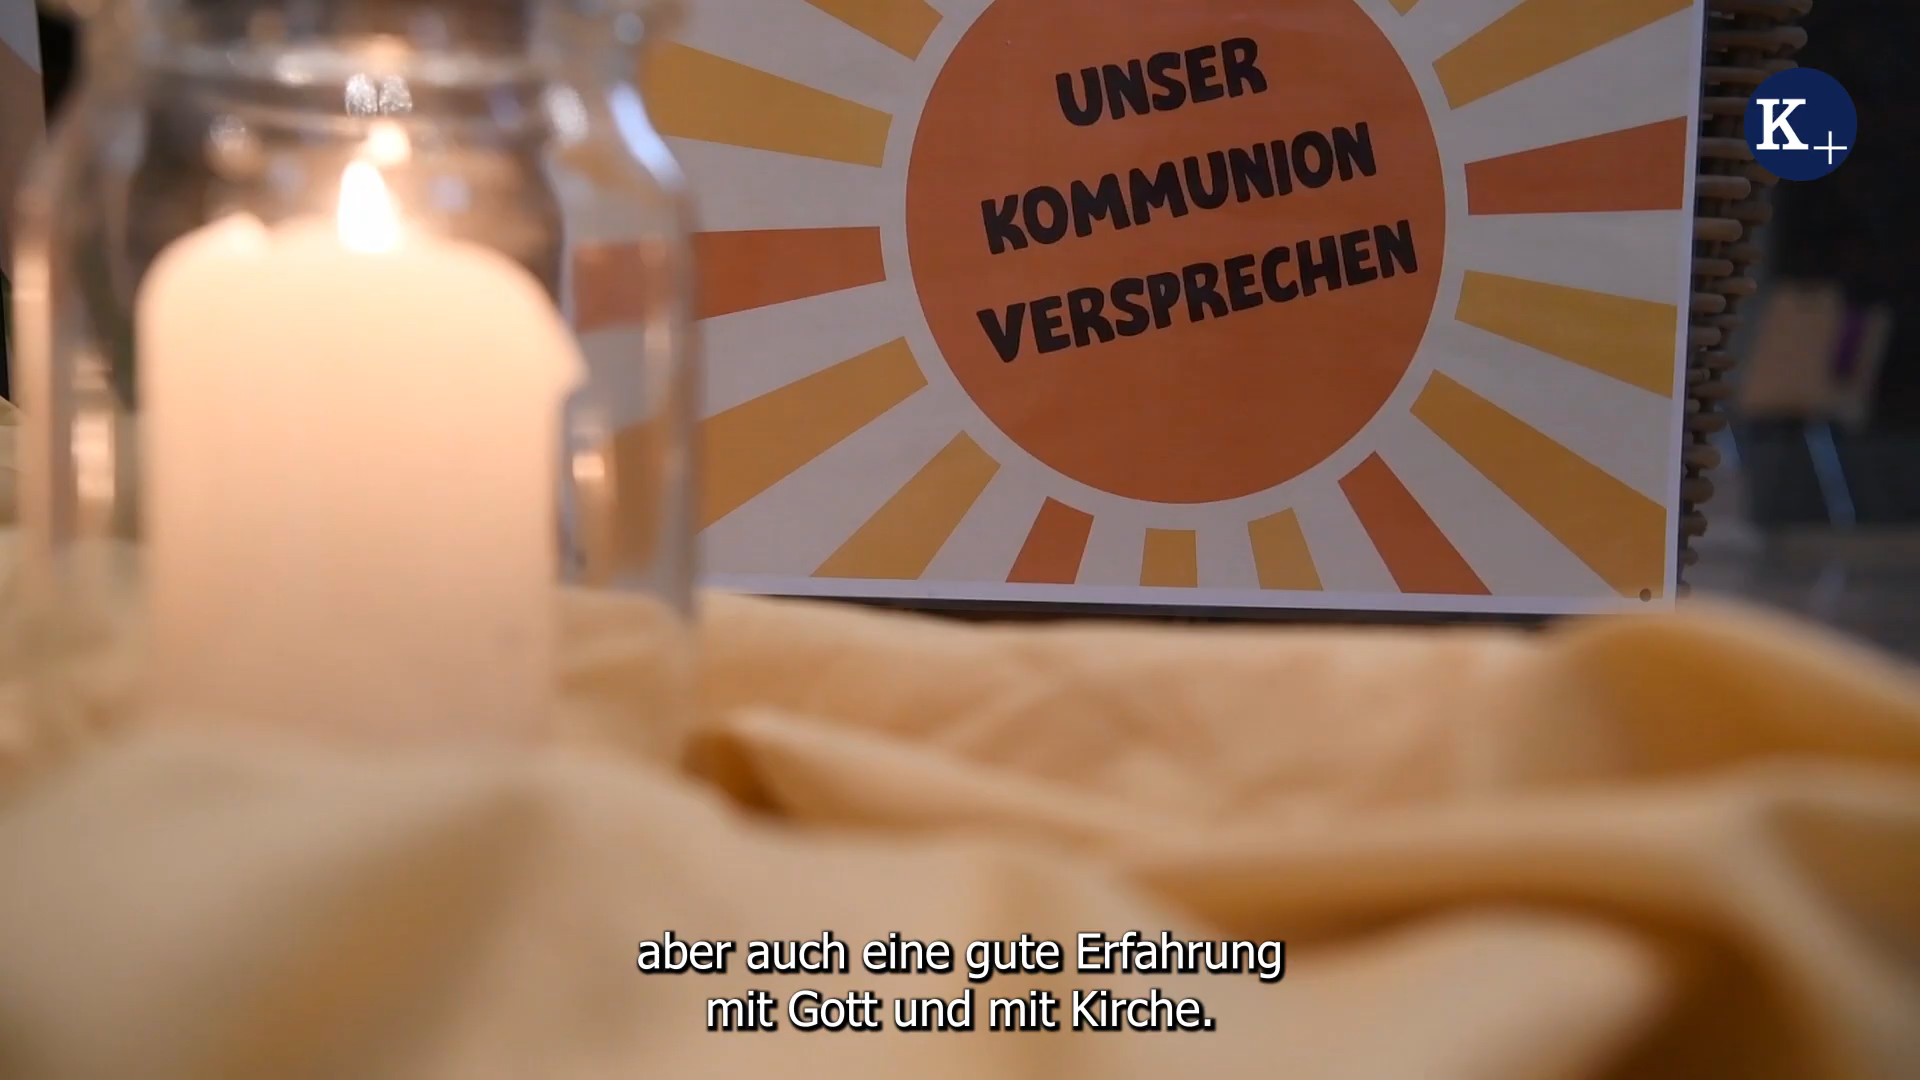 UNSER
KOMMUNION
VERSPRECHEN
K+
aber auch eine gute Erfahrung
mit Gott und mit Kirche.